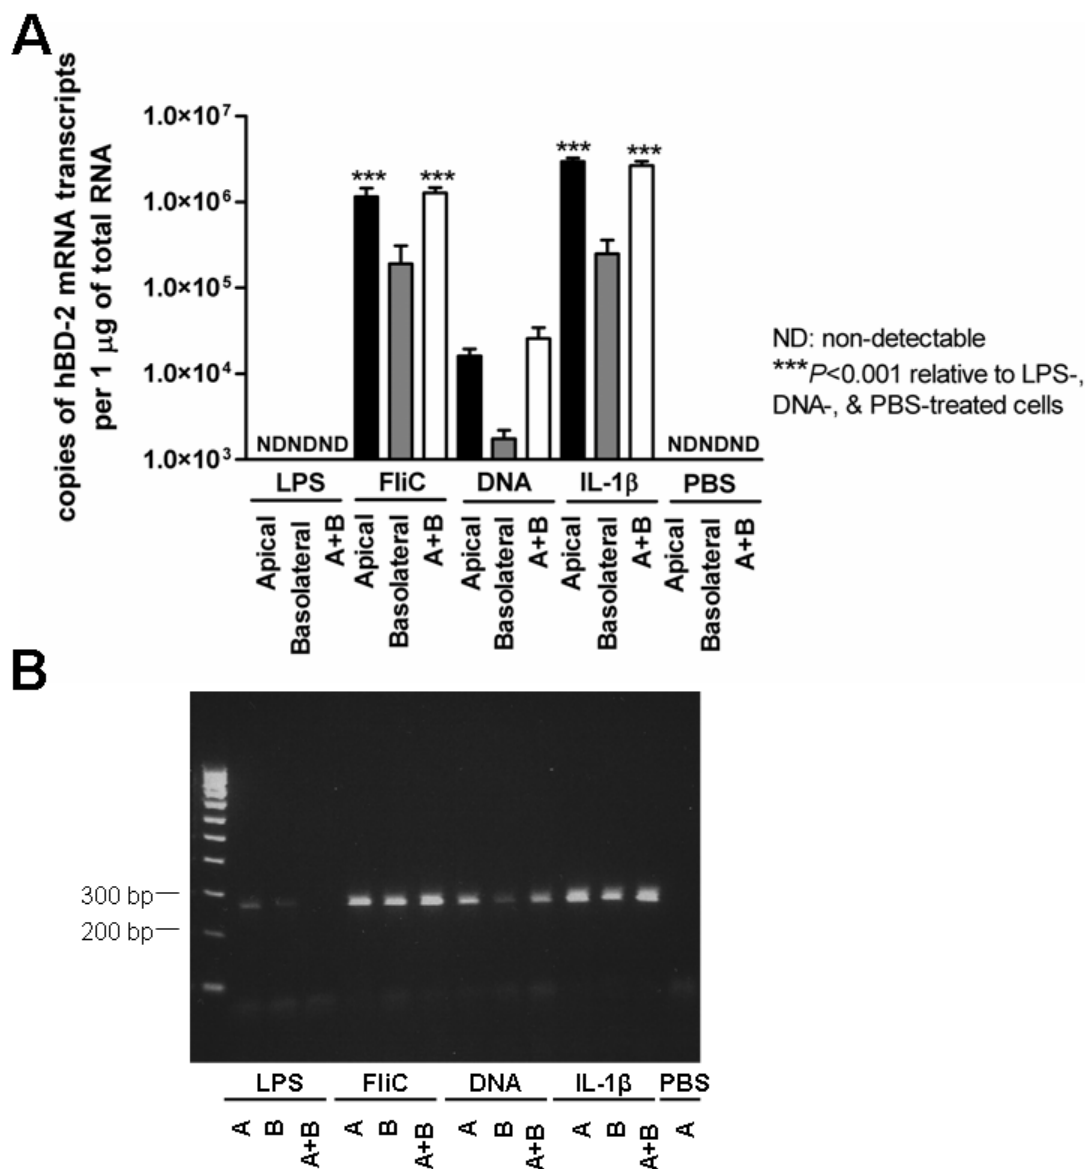 A
copies of hBD-2 mRNA transcripts
per 1 μg of total RNA
1.0×10⁷
1.0×10⁶
1.0×10⁵
1.0×10⁴
1.0×10³
NDNDND
***
***
***
***
NDNDND
LPS FliC DNA IL-1β PBS
Apical Basolateral A+B Apical Basolateral A+B Apical Basolateral A+B Apical Basolateral A+B Apical Basolateral A+B
ND: non-detectable
***P<0.001 relative to LPS-,
DNA-, & PBS-treated cells
B
300 bp
200 bp
LPS FliC DNA IL-1β PBS
A B A+B A B A+B A B A+B A B A+B A